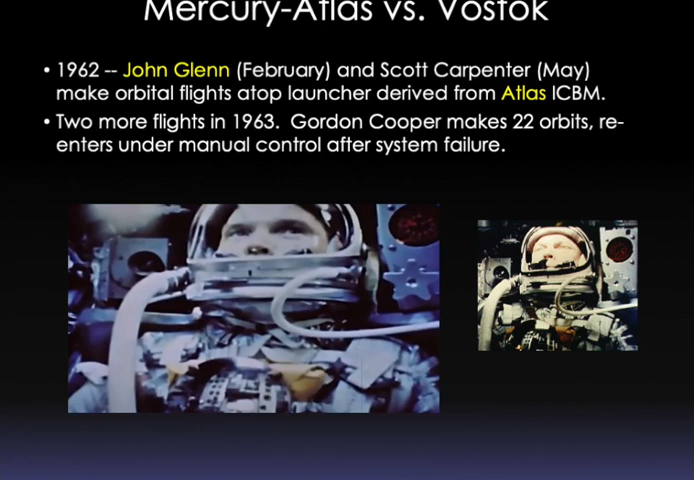 Mercury-Atlas vs. Vostok
• 1962 -- John Glenn (February) and Scott Carpenter (May)
make orbital flights atop launcher derived from Atlas ICBM.
• Two more flights in 1963.  Gordon Cooper makes 22 orbits, re-
enters under manual control after system failure.